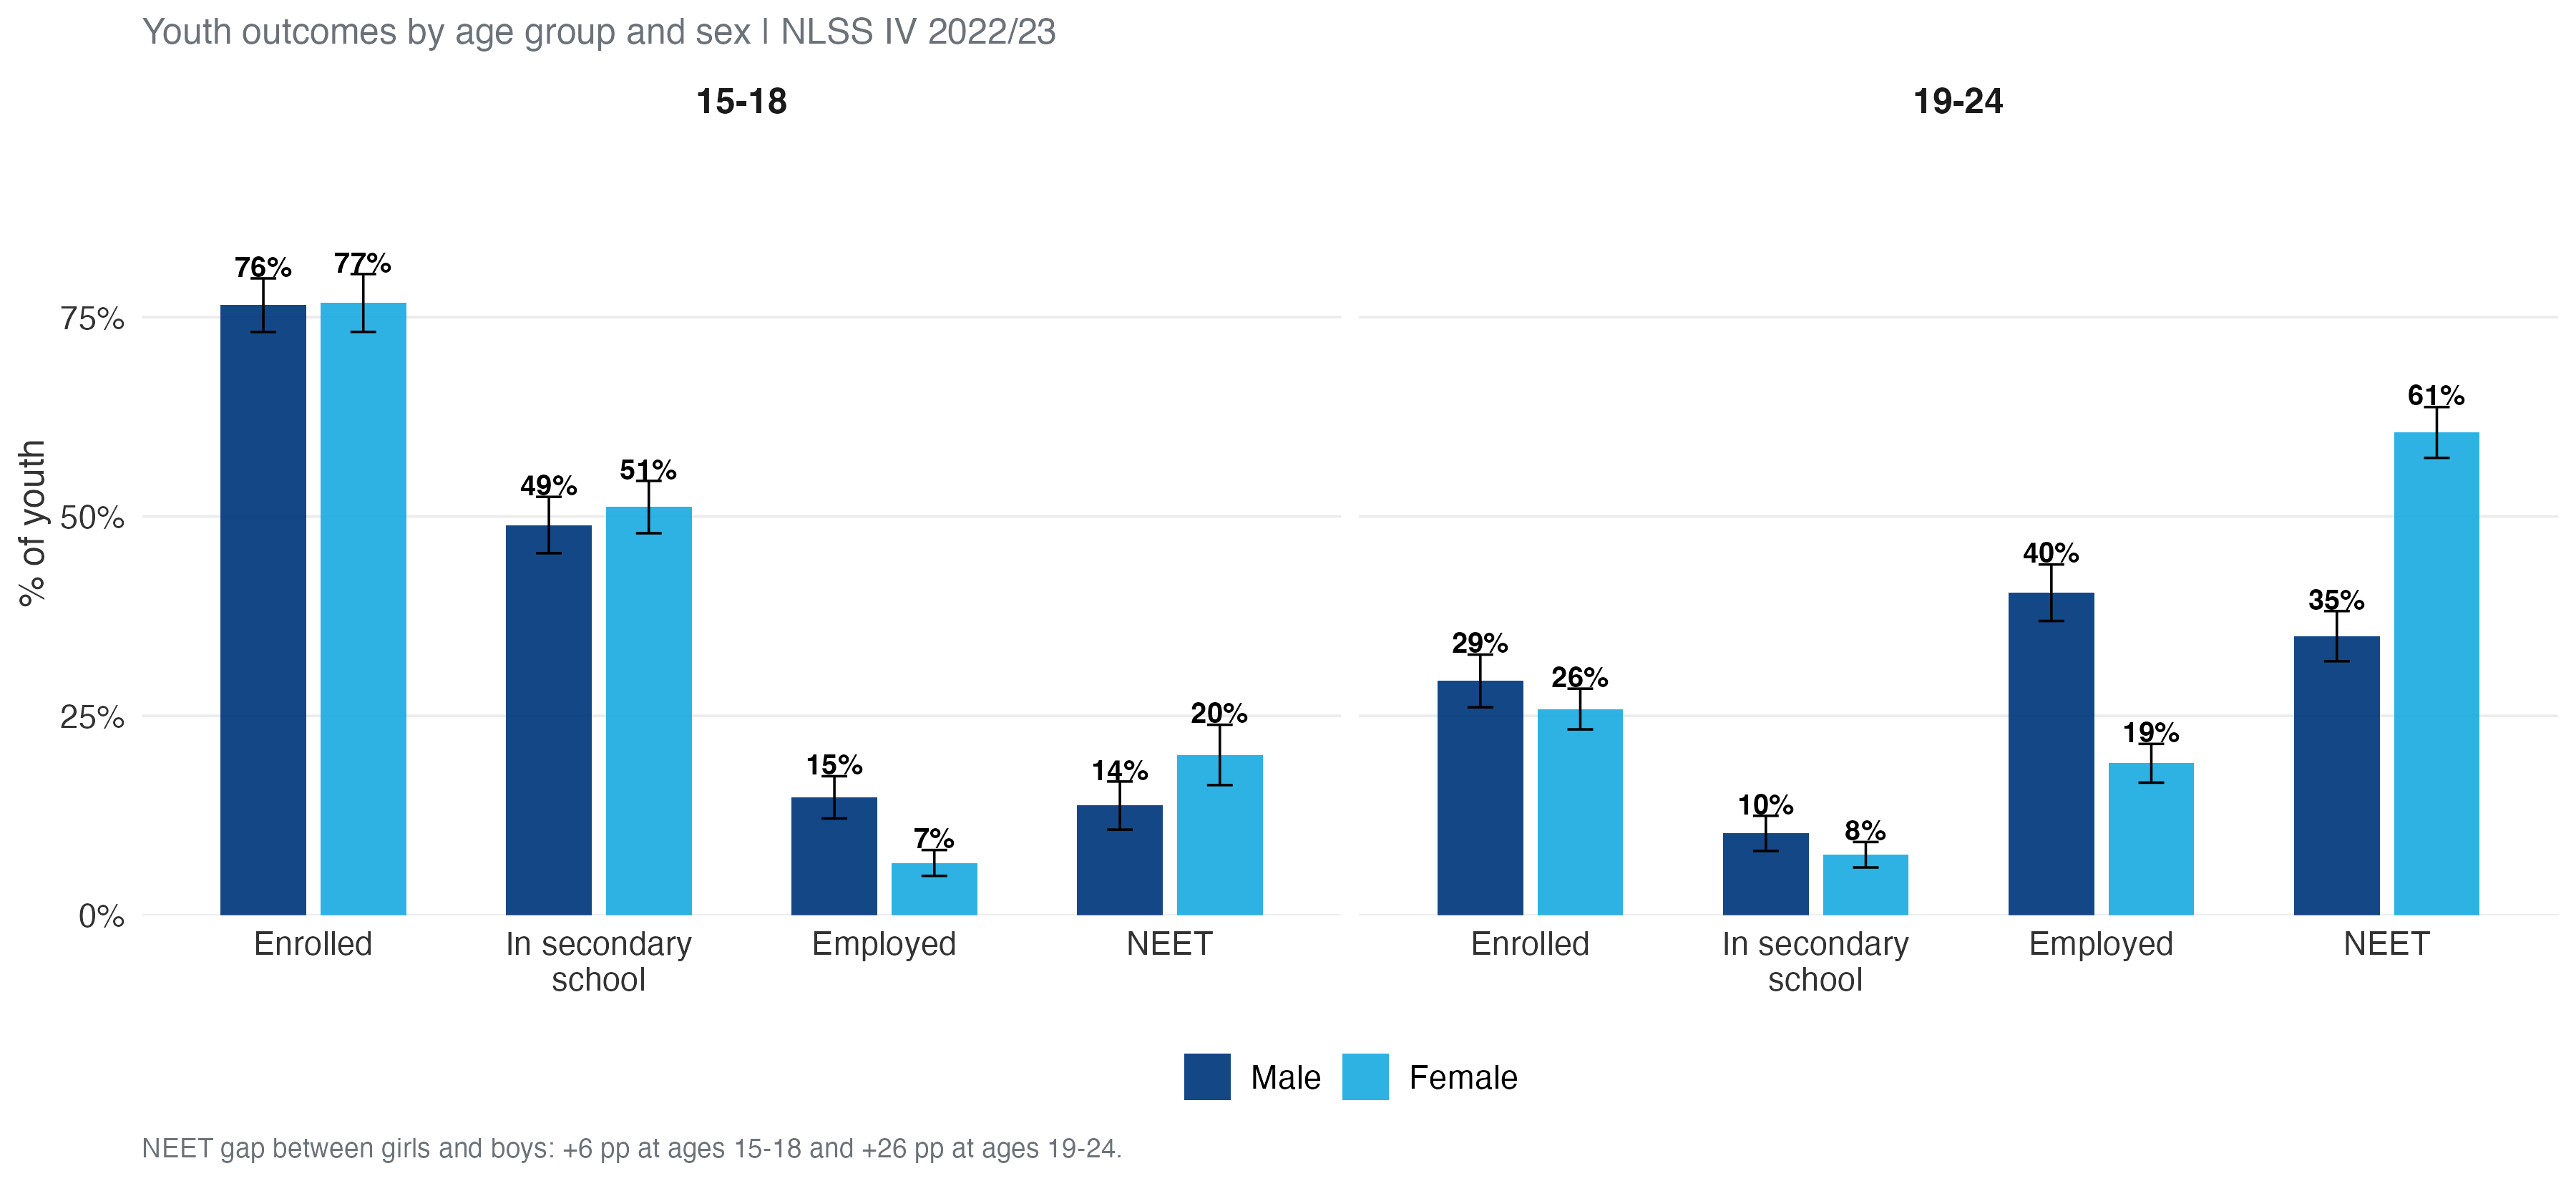 Youth outcomes by age group and sex | NLSS IV 2022/23
15-18
19-24
% of youth
75%
50%
25%
0%
76%
77%
49%
51%
15%
7%
14%
20%
29%
26%
10%
8%
40%
19%
35%
61%
Enrolled
In secondary
school
Employed
NEET
Enrolled
In secondary
school
Employed
NEET
Male
Female
NEET gap between girls and boys: +6 pp at ages 15-18 and +26 pp at ages 19-24.